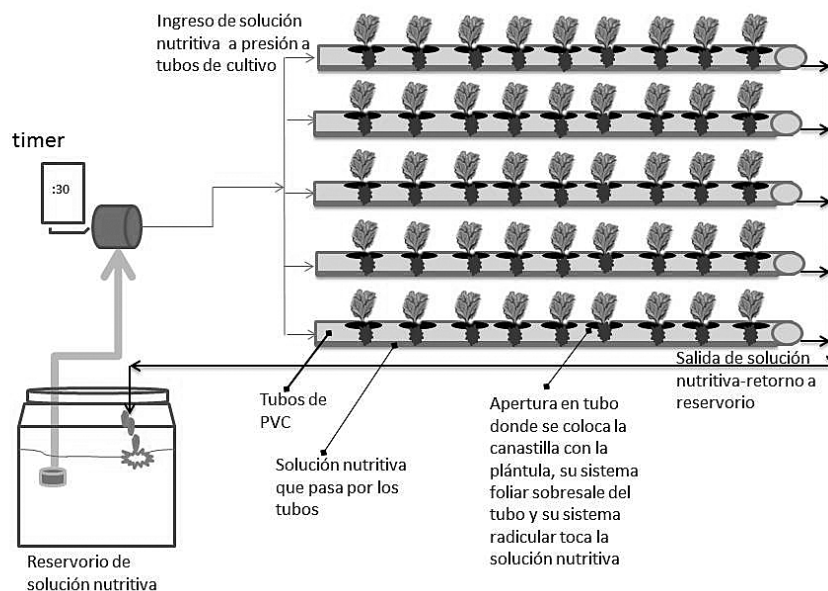 Ingreso de solución
nutritiva a presión a
tubos de cultivo
timer
:30
Salida de solución
nutritiva-retorno a
reservorio
Tubos de
PVC
Apertura en tubo
donde se coloca la
canastilla con la
plántula, su sistema
foliar sobresale del
tubo y su sistema
radicular toca la
solución nutritiva
Solución nutritiva
que pasa por los
tubos
Reservorio de
solución nutritiva